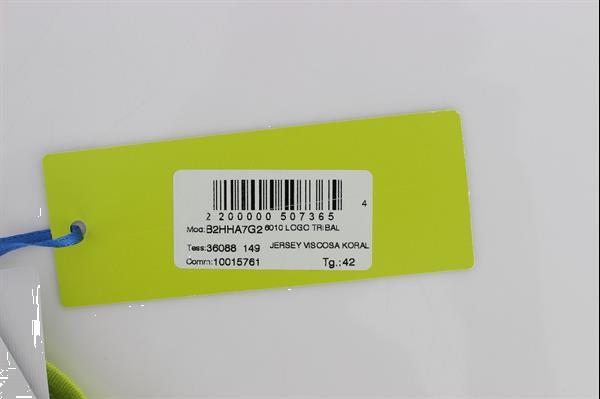 2 200000 507365 4
Mod:B2HHA7G2 6010 LOGO TRIBAL
Tess:36088 149 JERSEY VISCOSA KORAL
Comm:10015761 Tg.:42